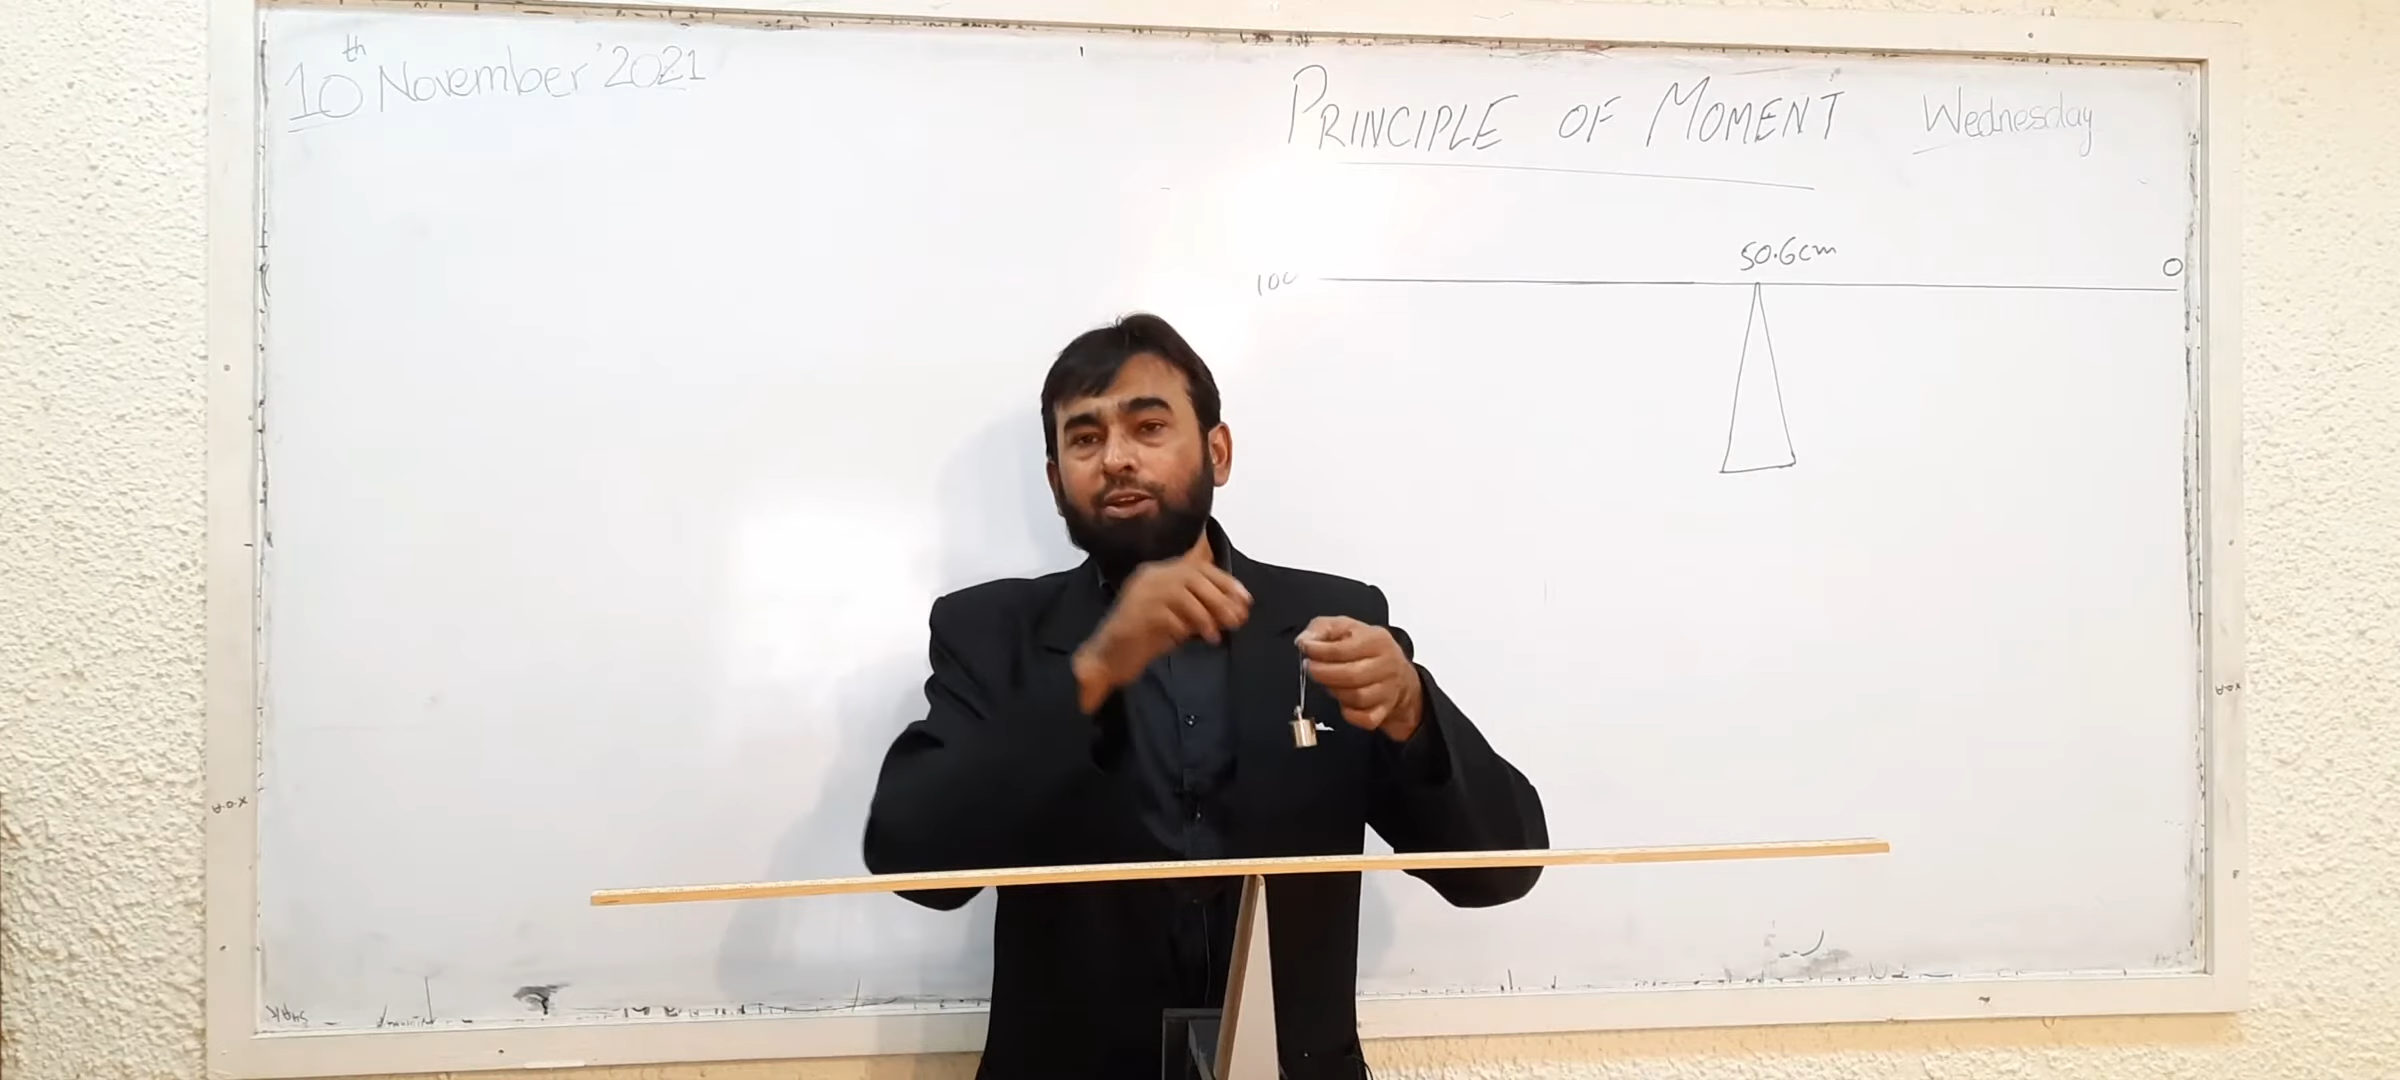 10th November '2021
PRINCIPLE OF MOMENT
Wednesday
50.6cm
100
0